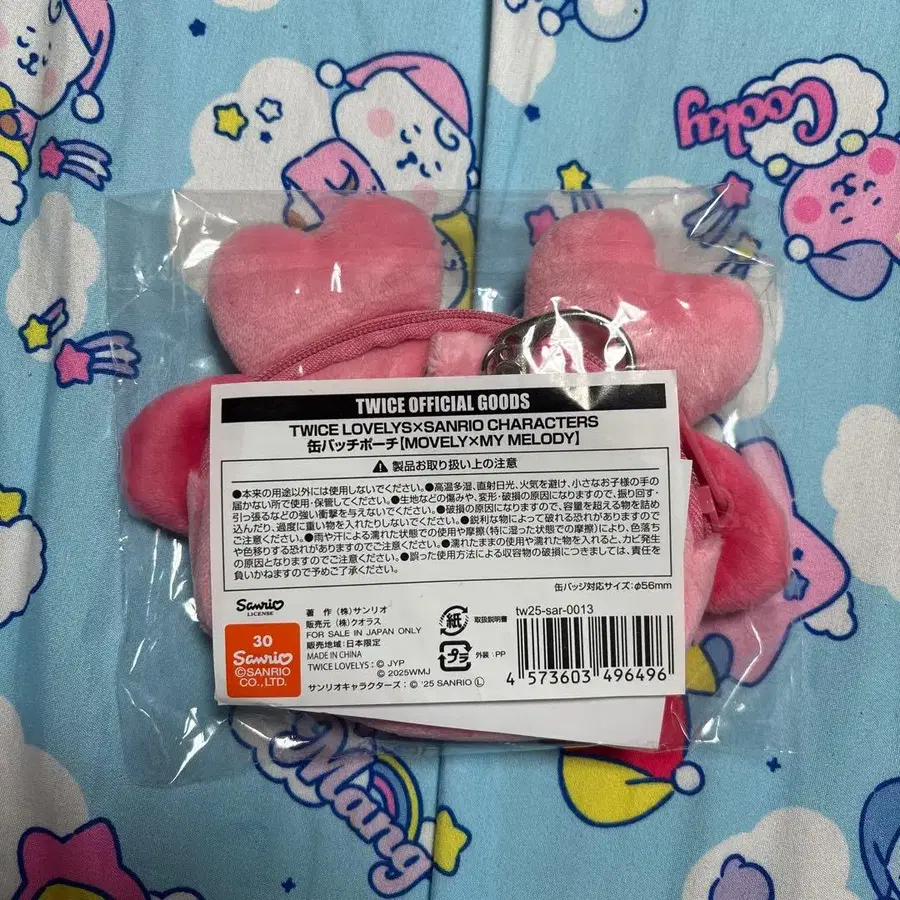 Cooky
TWICE OFFICIAL GOODS
TWICE LOVELYS×SANRIO CHARACTERS
缶バッチポーチ【MOVELY×MY MELODY】
⚠ 製品お取り扱い上の注意
●本来の用途以外には使用しないでください。●高温多湿、直射日光、火気を避け、小さなお子様の手の
届かない所で使用・保管してください。●生地などの傷みや、変形・破損の原因になりますので、振り回す・
引っ張るなどの強い衝撃を与えないでください。●破損の原因になりますので、容量を超える物を詰め
込んだり、過度に重い物を入れたりしないでください。●鋭利な物によって破れる恐れがありますので
ご注意ください。●雨や汗による濡れた状態での使用や摩擦(特に湿った状態での摩擦)により、色落ち
や色移りする恐れがありますのでご注意ください。●濡れたままの使用や濡れた物を入れると、カビ発生
の原因となりますのでご注意ください。●誤った使用方法による収容物の破損につきましては、責任を
負いかねますので予めご了承ください。
缶バッジ対応サイズ:φ56mm
Sanrio
LICENSE
30
Sanrio
©SANRIO
CO.,LTD.
著 作 (株)サンリオ
販売元 (株)クオラス
FOR SALE IN JAPAN ONLY
販売地域:日本限定
MADE IN CHINA
TWICE LOVELYS:© JYP
© 2025WMJ
サンリオキャラクターズ:© '25 SANRIO Ⓛ
紙 取扱説明書
プラ 外装:PP
tw25-sar-0013
4 573603 496496
Mang